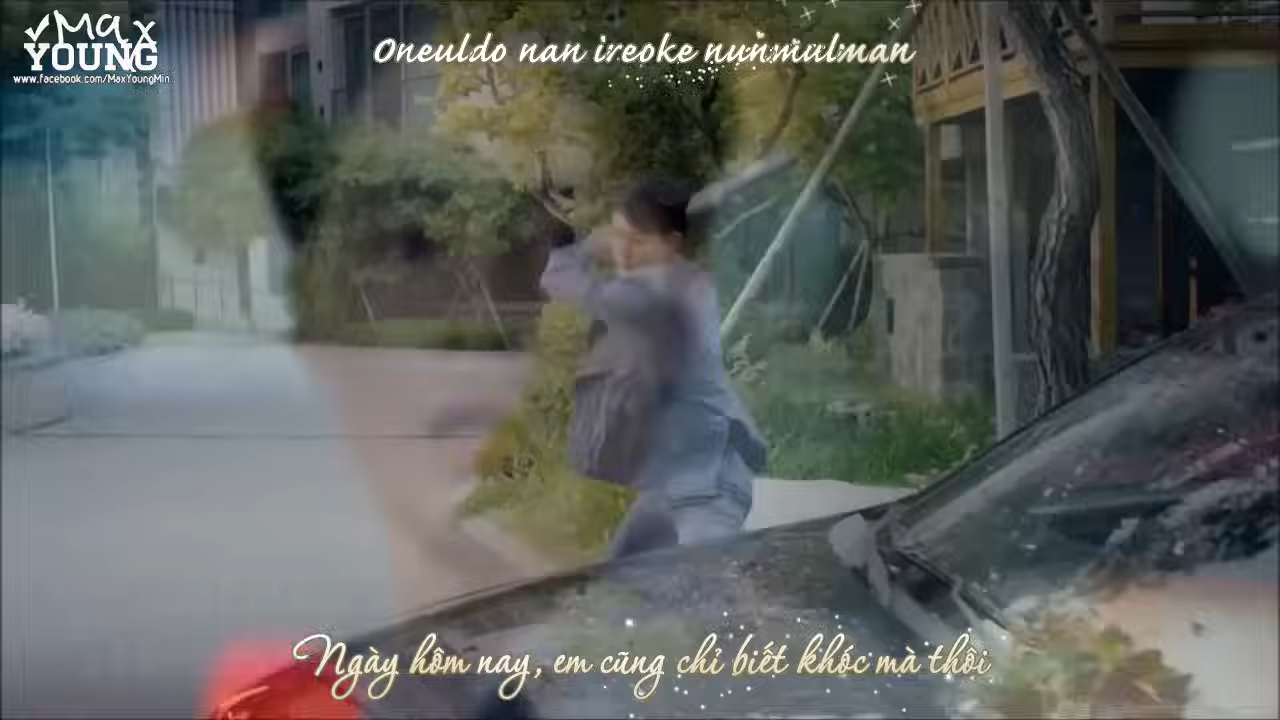 Max
YOUNG
www.facebook.com/MaxYoungMin
Oneuldo nan ireoke nunmulman
Ngày hôm nay, em cũng chỉ biết khóc mà thôi